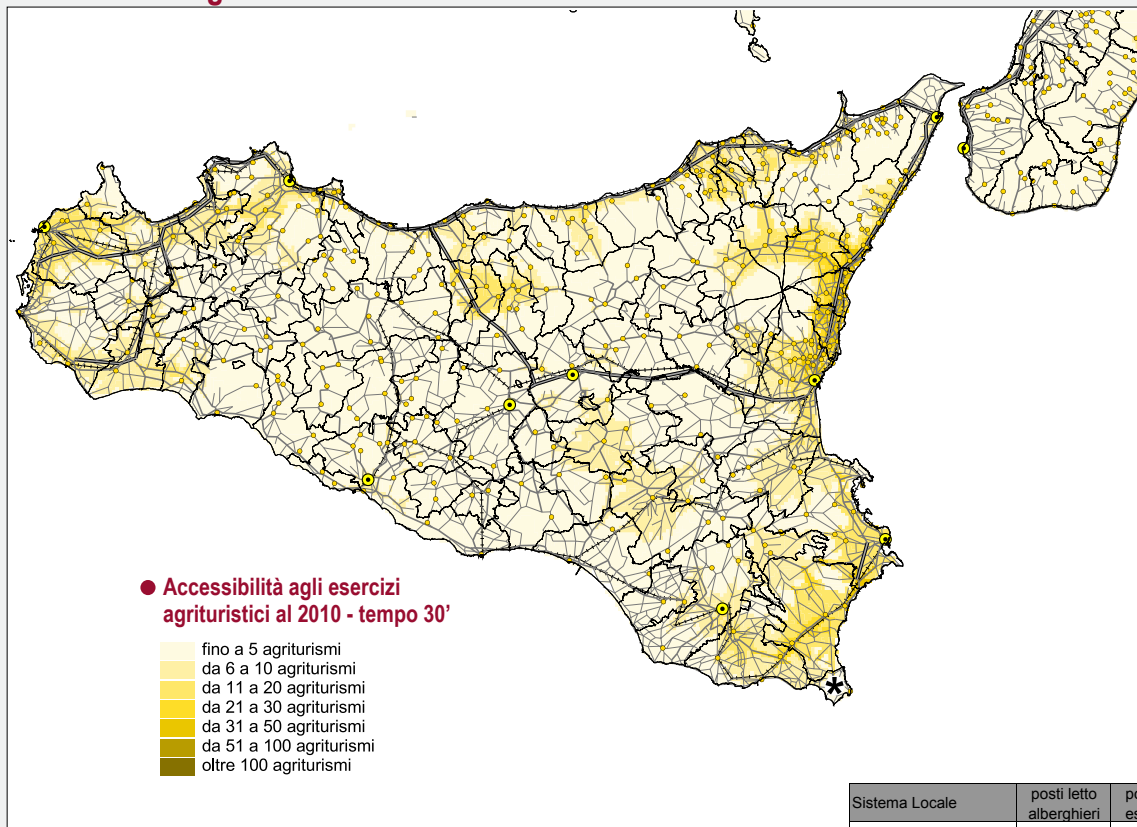 ● Accessibilità agli esercizi
agrituristici al 2010 - tempo 30'
fino a 5 agriturismi
da 6 a 10 agriturismi
da 11 a 20 agriturismi
da 21 a 30 agriturismi
da 31 a 50 agriturismi
da 51 a 100 agriturismi
oltre 100 agriturismi
*
Sistema Locale
posti letto
alberghieri